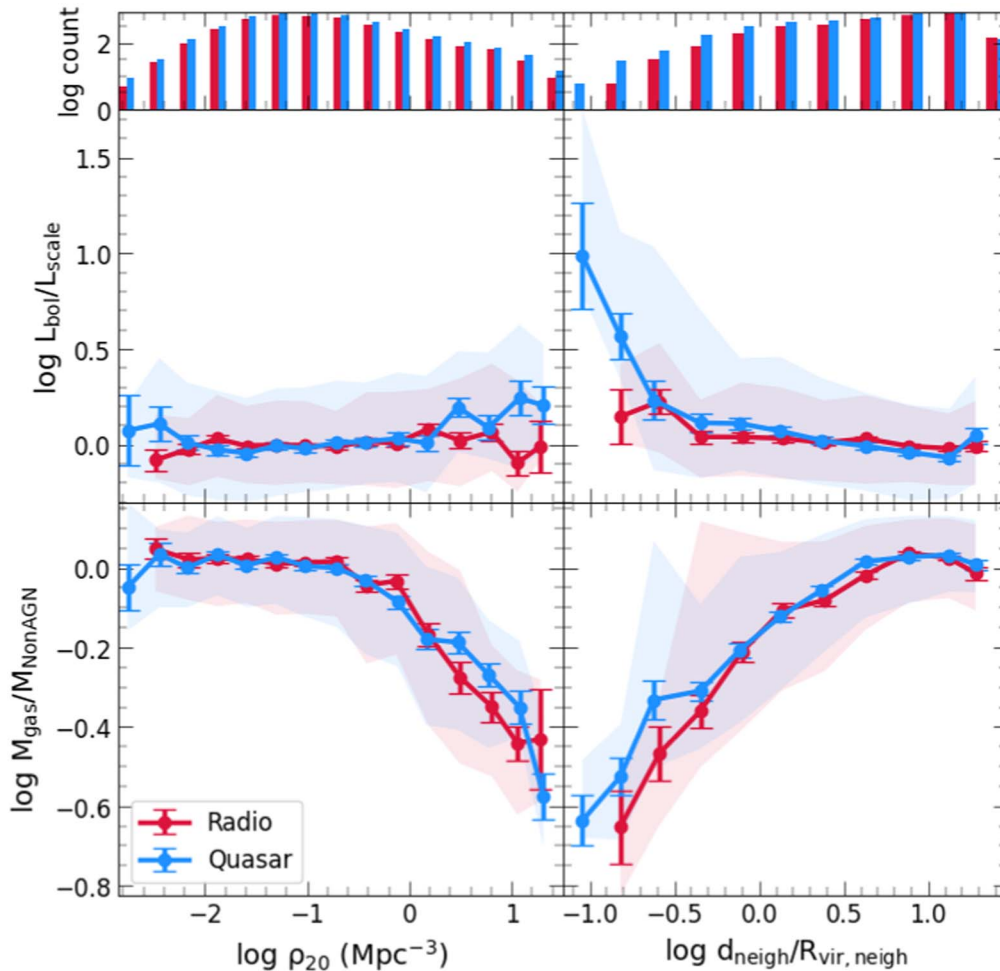 log count
2
0
log L_bol/L_scale
1.5
1.0
0.5
0.0
log M_gas/M_NonAGN
0.0
−0.2
−0.4
−0.6
−0.8
Radio
Quasar
−2 −1 0 1
−1.0 −0.5 0.0 0.5 1.0
log ρ_20 (Mpc^−3)
log d_neigh/R_vir, neigh